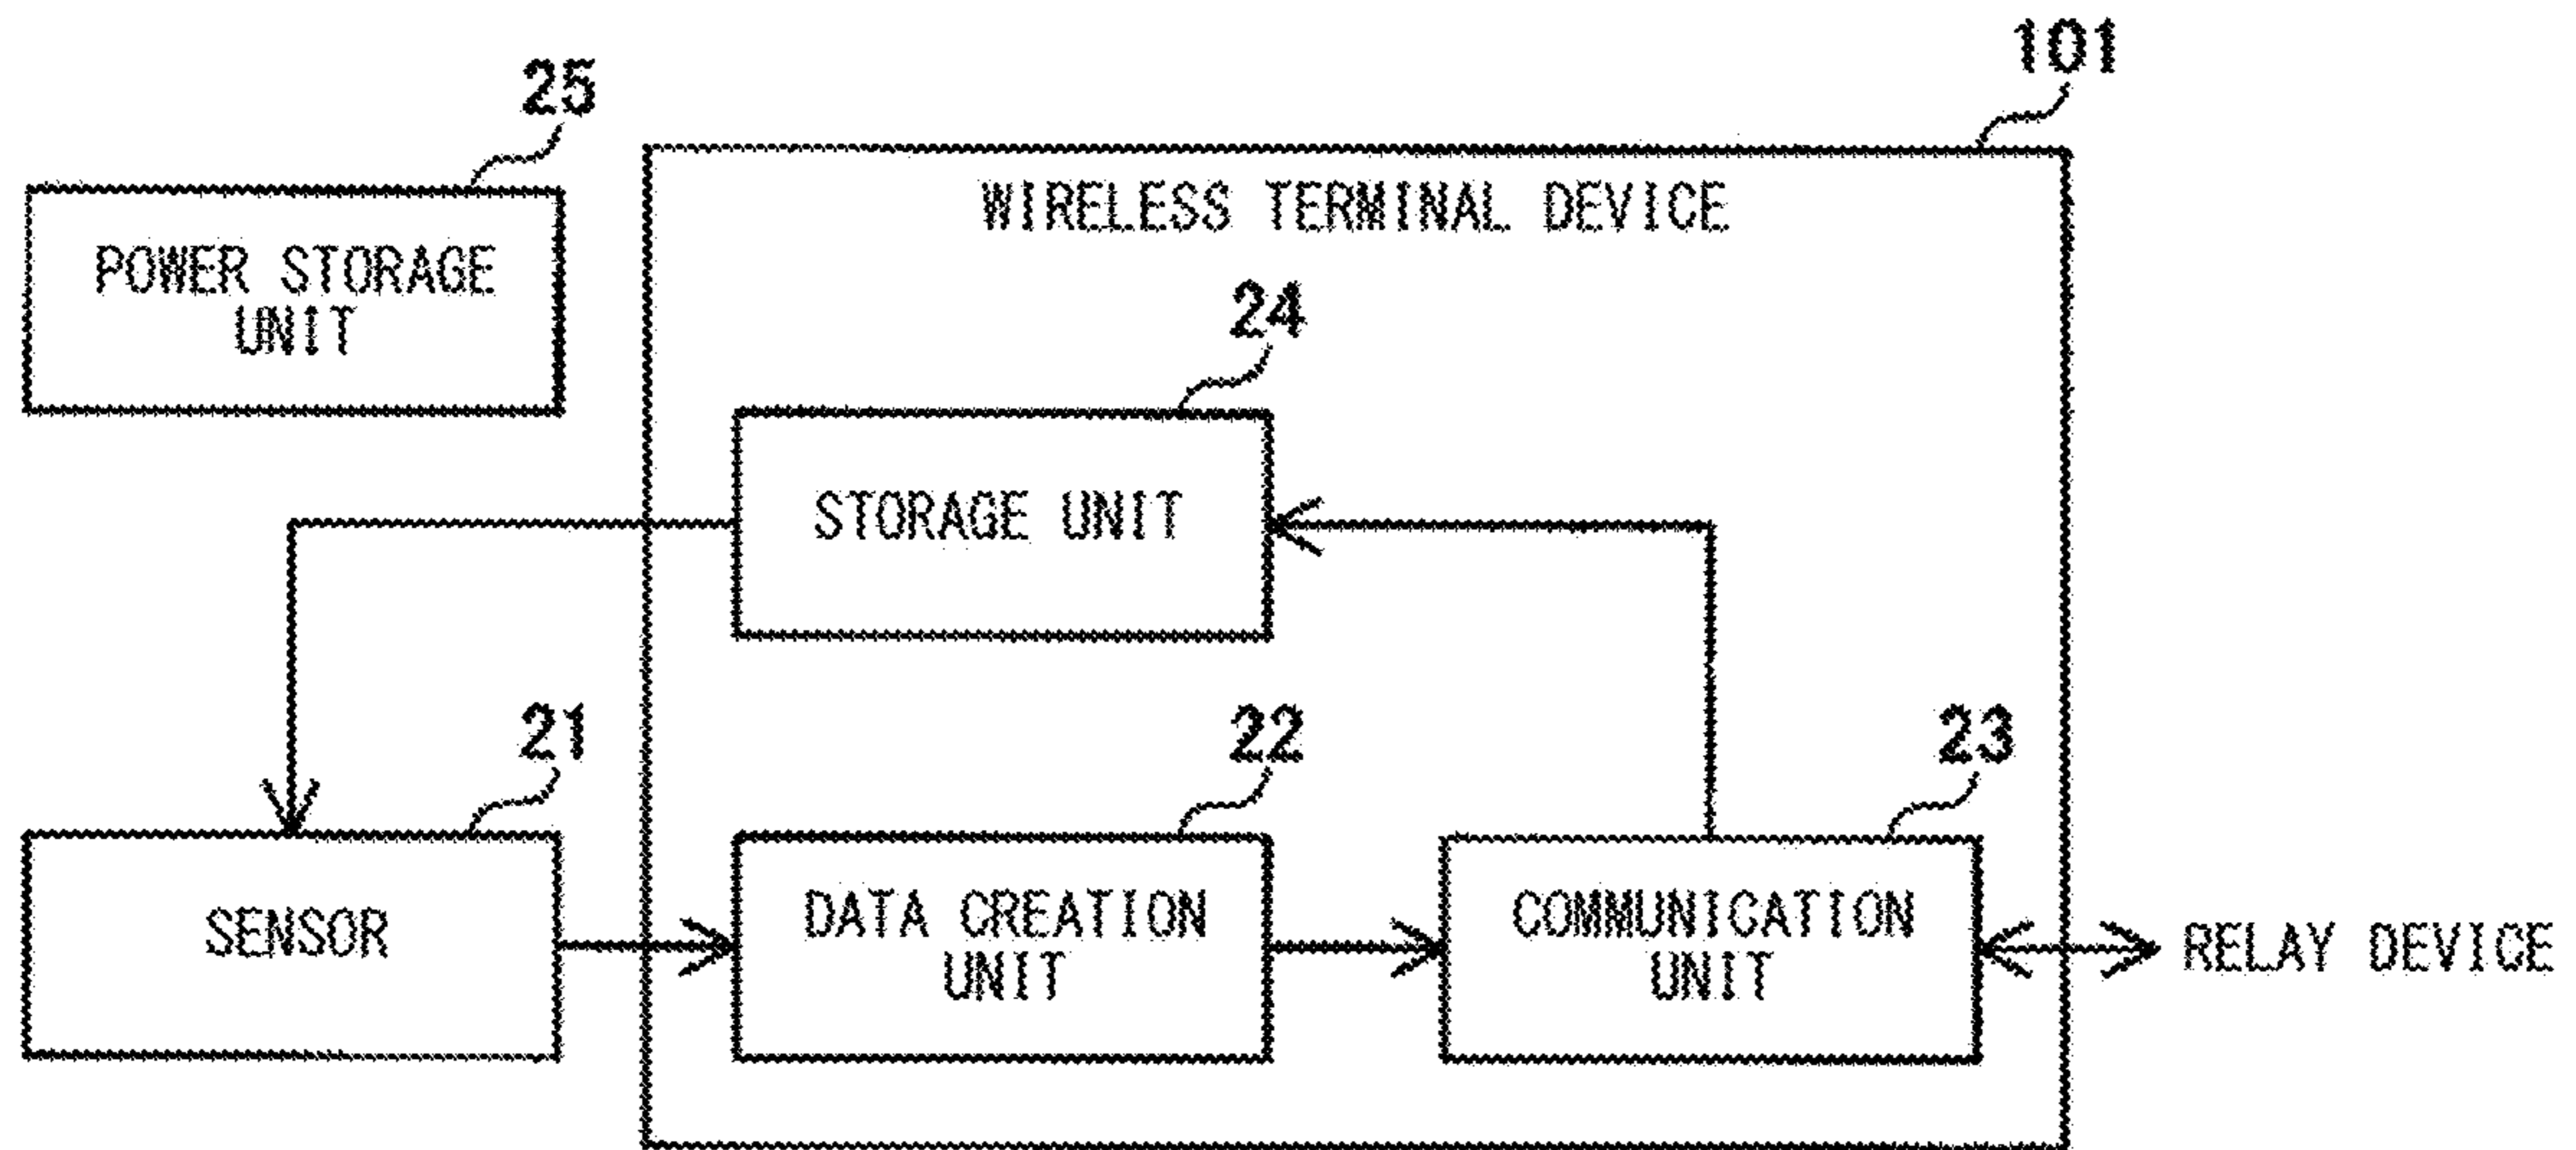 101
25
WIRELESS TERMINAL DEVICE
POWER STORAGE
UNIT
24
STORAGE UNIT
21
22
23
SENSOR
DATA CREATION
UNIT
COMMUNICATION
UNIT
RELAY DEVICE